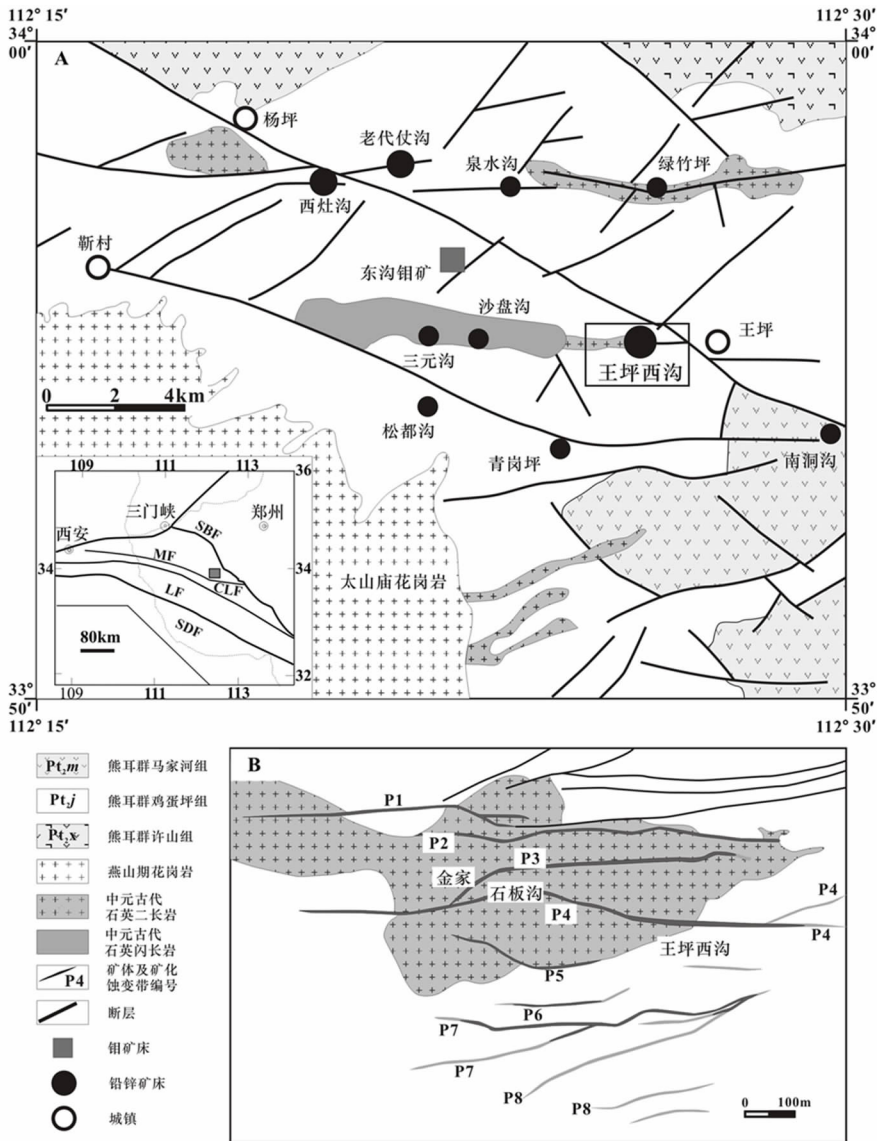 112° 15′
112° 30′
34°
00′
34°
00′
A
杨坪
老代仗沟
泉水沟
绿竹坪
西灶沟
靳村
东沟钼矿
沙盘沟
王坪
三元沟
王坪西沟
0 2 4km
松都沟
青岗坪
南洞沟
109 111 113
36
三门峡
郑州
西安
SBF
MF
34
34
CLF
LF
SDF
太山庙花岗岩
80km
32
109 111 113
33°
50′
33°
50′
112° 15′
112° 30′
Pt₂m 熊耳群马家河组
Pt₂j 熊耳群鸡蛋坪组
Pt₂x 熊耳群许山组
燕山期花岗岩
中元古代
石英二长岩
中元古代
石英闪长岩
P4
矿体及矿化
蚀变带编号
断层
钼矿床
铅锌矿床
城镇
B
P1
P2
P3
金家
石板沟
P4
P4
P4
王坪西沟
P5
P6
P7
P7
P8
P8
0 100m